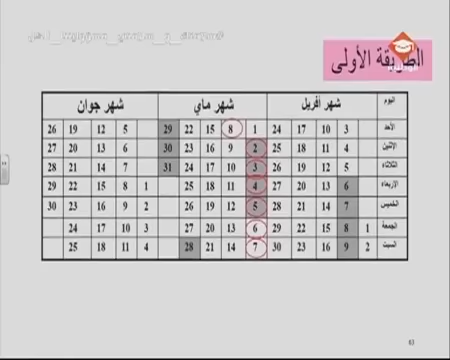 الطريقة الأولى
اليوم شهر أفريل شهر ماي شهر جوان
الأحد 3 10 17 24 1 8 15 22 29 5 12 19 26
الإثنين 4 11 18 25 2 9 16 23 30 6 13 20 27
الثلاثاء 5 12 19 26 3 10 17 24 31 7 14 21 28
الأربعاء 6 13 20 27 4 11 18 25 1 8 15 22 29
الخميس 7 14 21 28 5 12 19 26 2 9 16 23 30
الجمعة 1 8 15 22 29 6 13 20 27 3 10 17 24
السبت 2 9 16 23 30 7 14 21 28 4 11 18 25
63